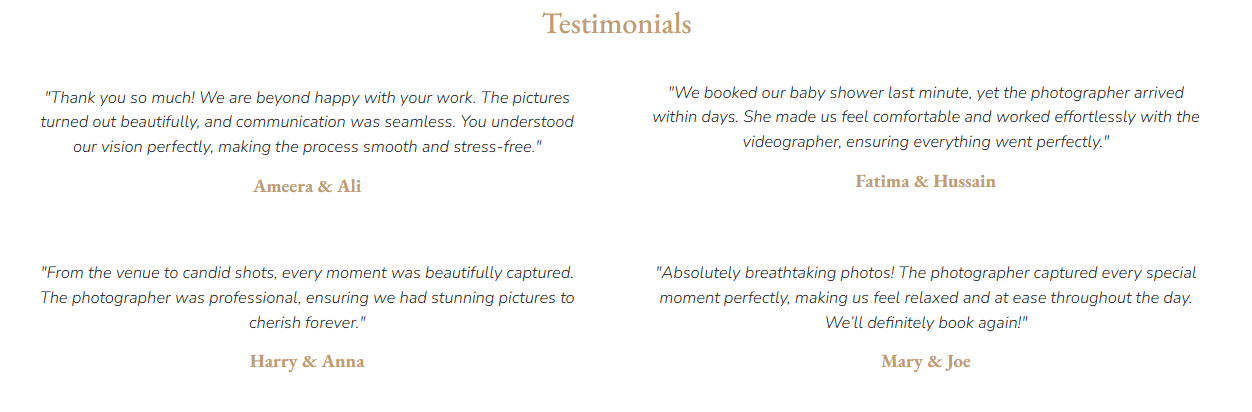 Testimonials
"Thank you so much! We are beyond happy with your work. The pictures
turned out beautifully, and communication was seamless. You understood
our vision perfectly, making the process smooth and stress-free."
Ameera & Ali
"We booked our baby shower last minute, yet the photographer arrived
within days. She made us feel comfortable and worked effortlessly with the
videographer, ensuring everything went perfectly."
Fatima & Hussain
"From the venue to candid shots, every moment was beautifully captured.
The photographer was professional, ensuring we had stunning pictures to
cherish forever."
Harry & Anna
"Absolutely breathtaking photos! The photographer captured every special
moment perfectly, making us feel relaxed and at ease throughout the day.
We’ll definitely book again!"
Mary & Joe